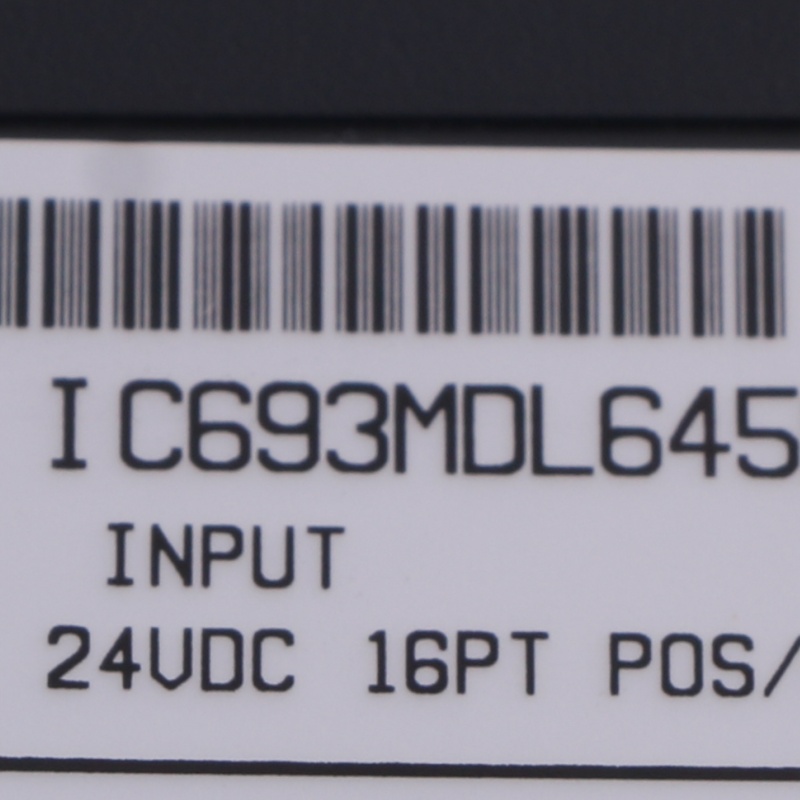 IC693MDL645
INPUT
24VDC 16PT POS/